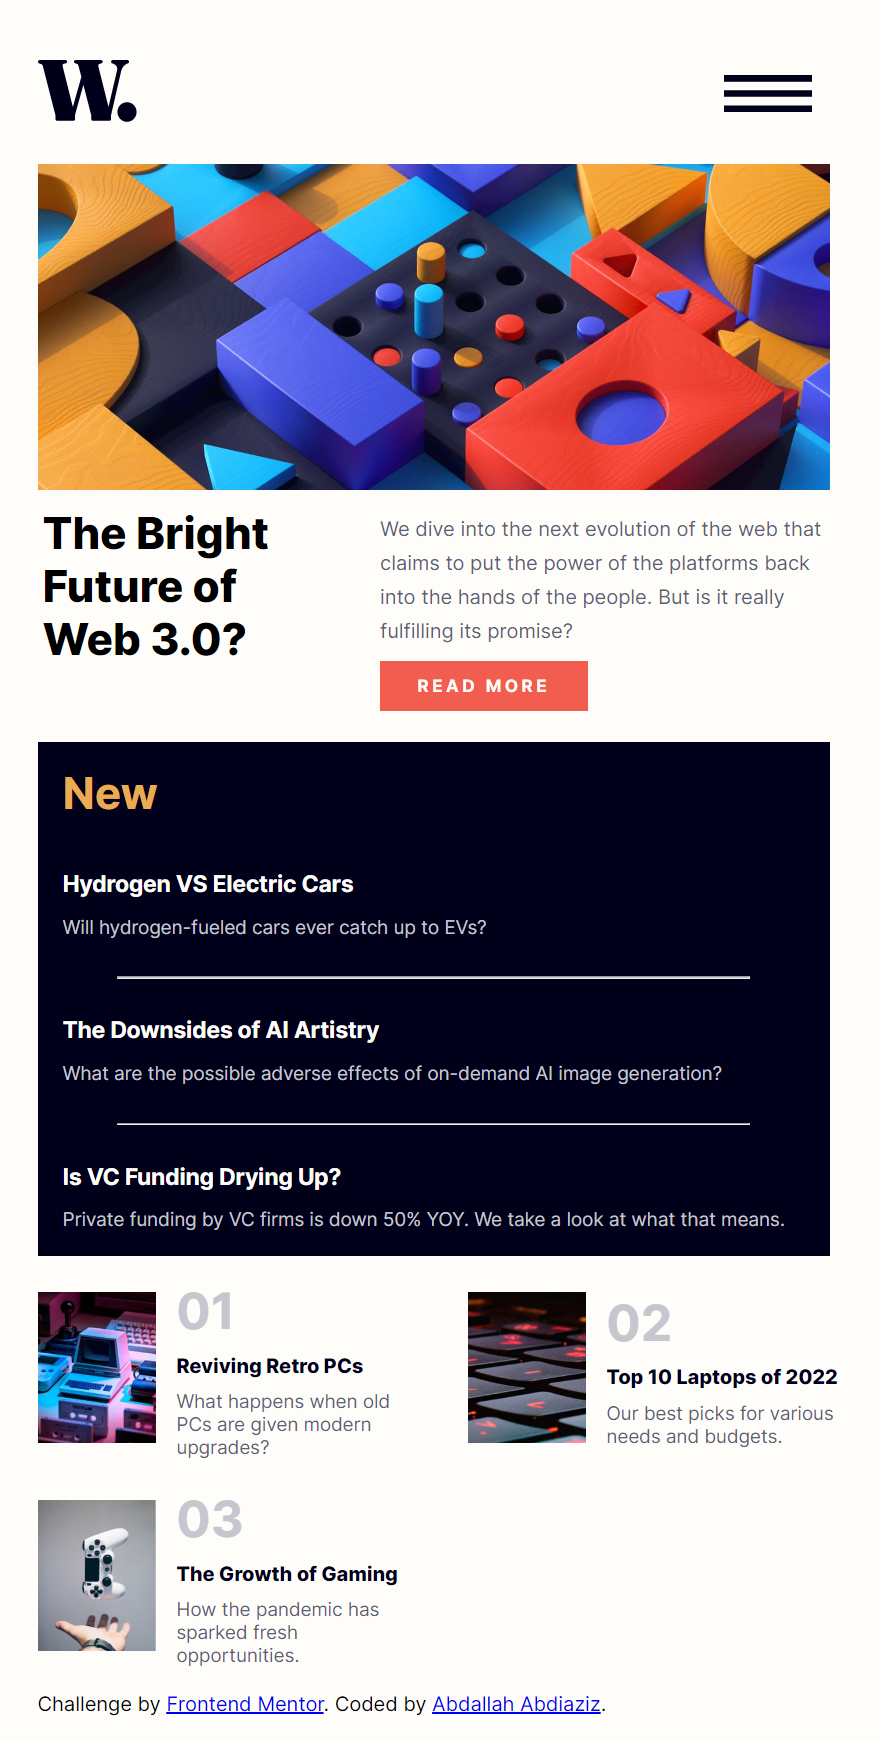 W.
The Bright
Future of
Web 3.0?
We dive into the next evolution of the web that
claims to put the power of the platforms back
into the hands of the people. But is it really
fulfilling its promise?
READ MORE
New
Hydrogen VS Electric Cars
Will hydrogen-fueled cars ever catch up to EVs?
The Downsides of AI Artistry
What are the possible adverse effects of on-demand AI image generation?
Is VC Funding Drying Up?
Private funding by VC firms is down 50% YOY. We take a look at what that means.
01
Reviving Retro PCs
What happens when old
PCs are given modern
upgrades?
02
Top 10 Laptops of 2022
Our best picks for various
needs and budgets.
03
The Growth of Gaming
How the pandemic has
sparked fresh
opportunities.
Challenge by Frontend Mentor. Coded by Abdallah Abdiaziz.